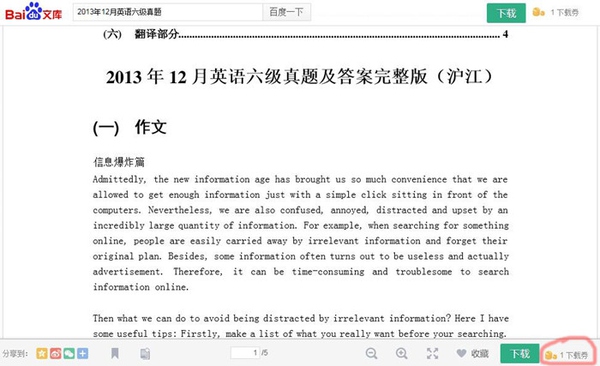 Bai du 文库 2013年12月英语六级真题 百度一下 下载 1 下载券
(六) 翻译部分 4
2013 年 12 月英语六级真题及答案完整版（沪江）
(一) 作文
信息爆炸篇
Admittedly, the new information age has brought us so much convenience that we are
allowed to get enough information just with a simple click sitting in front of the
computers. Nevertheless, we are also confused, annoyed, distracted and upset by an
incredibly large quantity of information. For example, when searching for something
online, people are easily carried away by irrelevant information and forget their
original plan. Besides, some information often turns out to be useless and actually
advertisement. Therefore, it can be time-consuming and troublesome to search
information online.
Then what we can do to avoid being distracted by irrelevant information? Here I have
some useful tips: Firstly, make a list of what you really want before your searching.
分享到: 1 /5 收藏 下载 1 下载券